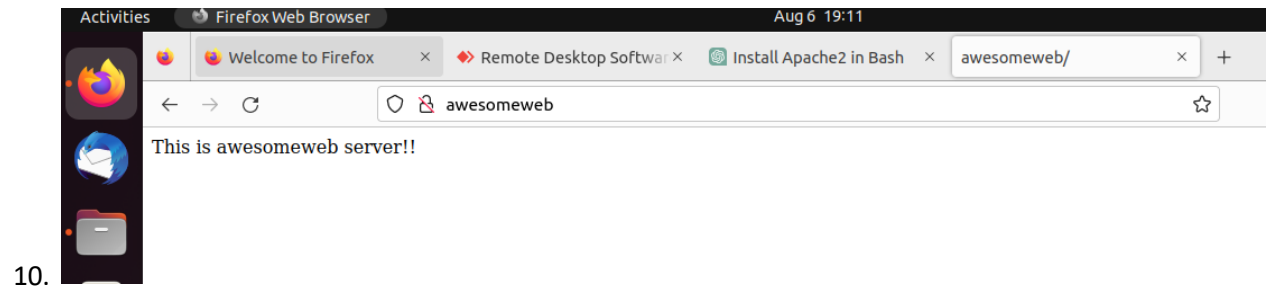 Activities Firefox Web Browser Aug 6 19:11
Welcome to Firefox × Remote Desktop Softwar × Install Apache2 in Bash × awesomeweb/ × +
awesomeweb
This is awesomeweb server!!
10.